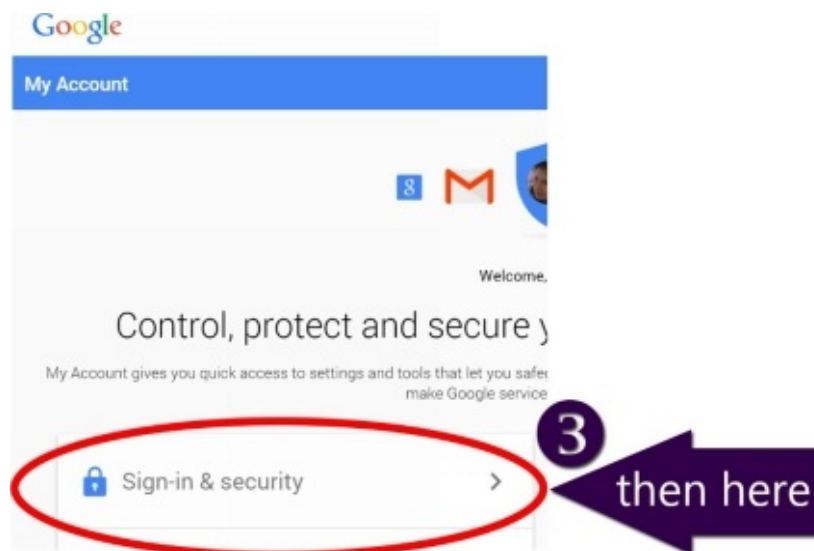 Google
My Account
8
Welcome,
Control, protect and secure y
My Account gives you quick access to settings and tools that let you safe
make Google service
3
Sign-in & security
then here